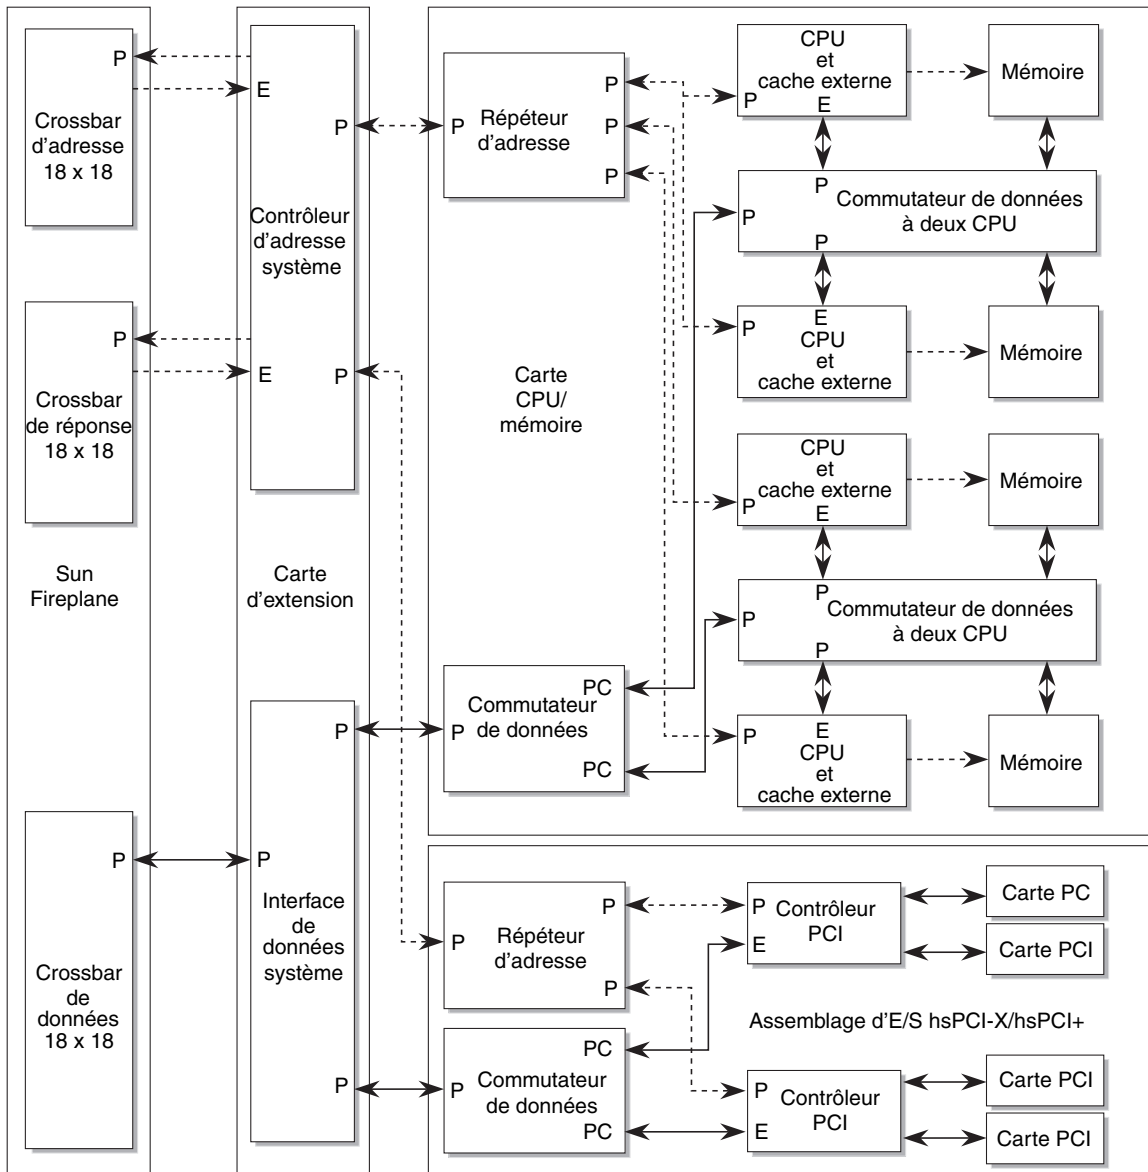 P
E
Crossbar
d'adresse
18 x 18
P
E
Crossbar
de réponse
18 x 18
Sun
Fireplane
P
Crossbar
de
données
18 x 18
P
Contrôleur
d'adresse
système
P
Carte
d'extension
P
P
Interface
de
données
système
P
P
Répéteur
d'adresse
P
P
P
Carte
CPU/
mémoire
PC
P
Commutateur
de données
PC
CPU
et
cache externe
P
E
Mémoire
P
P
Commutateur de données
à deux CPU
P
P
E
CPU
et
cache externe
Mémoire
CPU
et
cache externe
P
E
Mémoire
P
P
Commutateur de données
à deux CPU
P
P
E
CPU
et
cache externe
Mémoire
P
P
Répéteur
d'adresse
P
PC
P
Commutateur
de données
PC
P
E
Contrôleur
PCI
Carte PC
Carte PCI
Assemblage d'E/S hsPCI-X/hsPCI+
P
E
Contrôleur
PCI
Carte PCI
Carte PCI